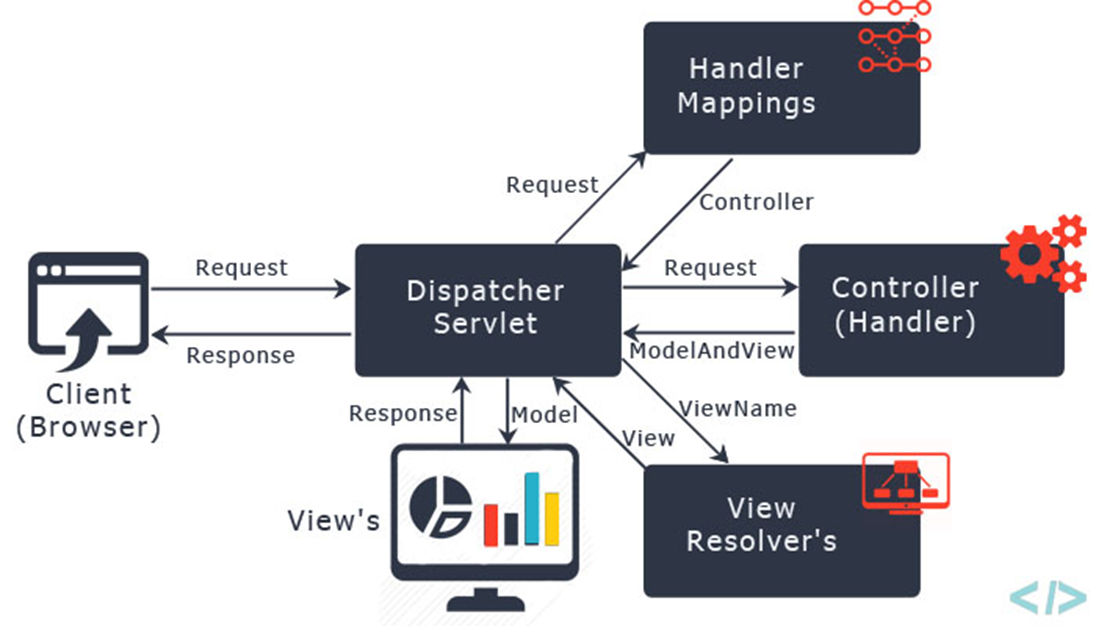 Handler
Mappings
Request
Controller
Request
Request
Dispatcher
Servlet
Controller
(Handler)
Response
ModelAndView
Client
(Browser)
Response
Model
ViewName
View
View's
View
Resolver's
</>